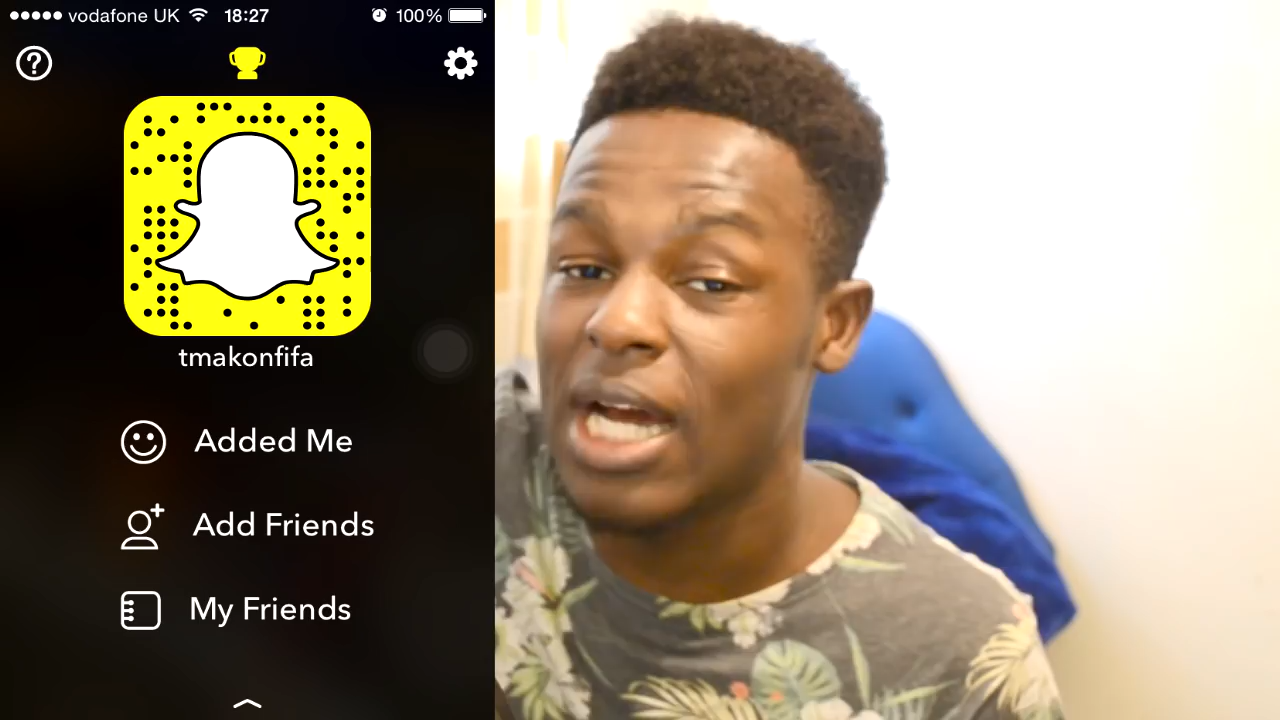 vodafone UK 18:27 100%
tmakonfifa
Added Me
Add Friends
My Friends